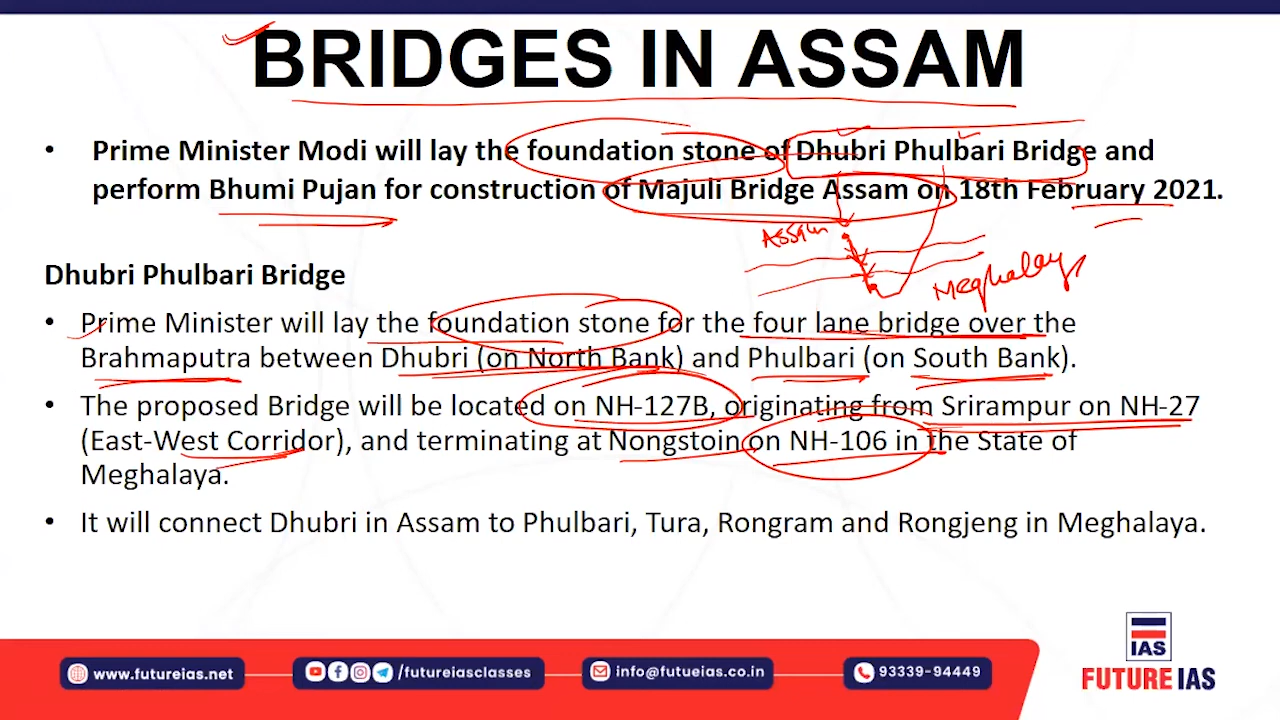 BRIDGES IN ASSAM
• Prime Minister Modi will lay the foundation stone of Dhubri Phulbari Bridge and
perform Bhumi Pujan for construction of Majuli Bridge Assam on 18th February 2021.
Assam
Meghalaya
Dhubri Phulbari Bridge
• Prime Minister will lay the foundation stone for the four lane bridge over the
Brahmaputra between Dhubri (on North Bank) and Phulbari (on South Bank).
• The proposed Bridge will be located on NH-127B, originating from Srirampur on NH-27
(East-West Corridor), and terminating at Nongstoin on NH-106 in the State of
Meghalaya.
• It will connect Dhubri in Assam to Phulbari, Tura, Rongram and Rongjeng in Meghalaya.
www.futureias.net
/futureiasclasses
info@futueias.co.in
93339-94449
IAS
FUTURE IAS